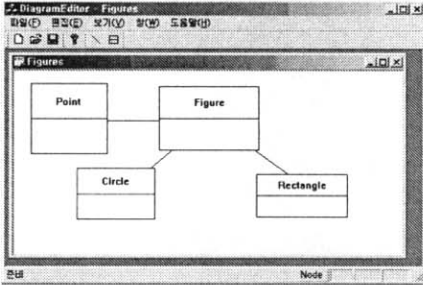 DiagramEditor - Figures
파일(F) 편집(E) 보기(V) 창(W) 도움말(H)
Figures
Point
Figure
Circle
Rectangle
준비
Node